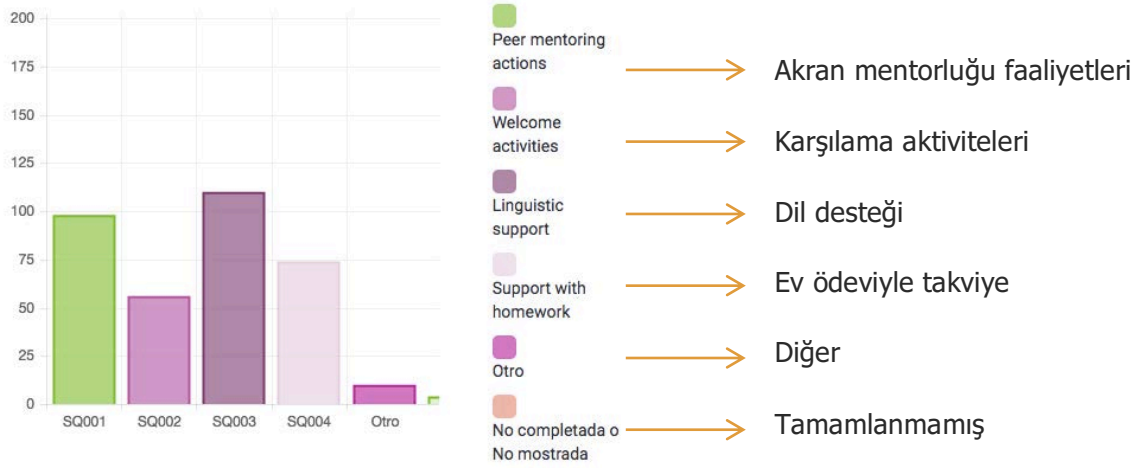 200
175
150
125
100
75
50
25
0
SQ001 SQ002 SQ003 SQ004 Otro
Peer mentoring
actions
Welcome
activities
Linguistic
support
Support with
homework
Otro
No completada o
No mostrada
Akran mentorluğu faaliyetleri
Karşılama aktiviteleri
Dil desteği
Ev ödeviyle takviye
Diğer
Tamamlanmamış